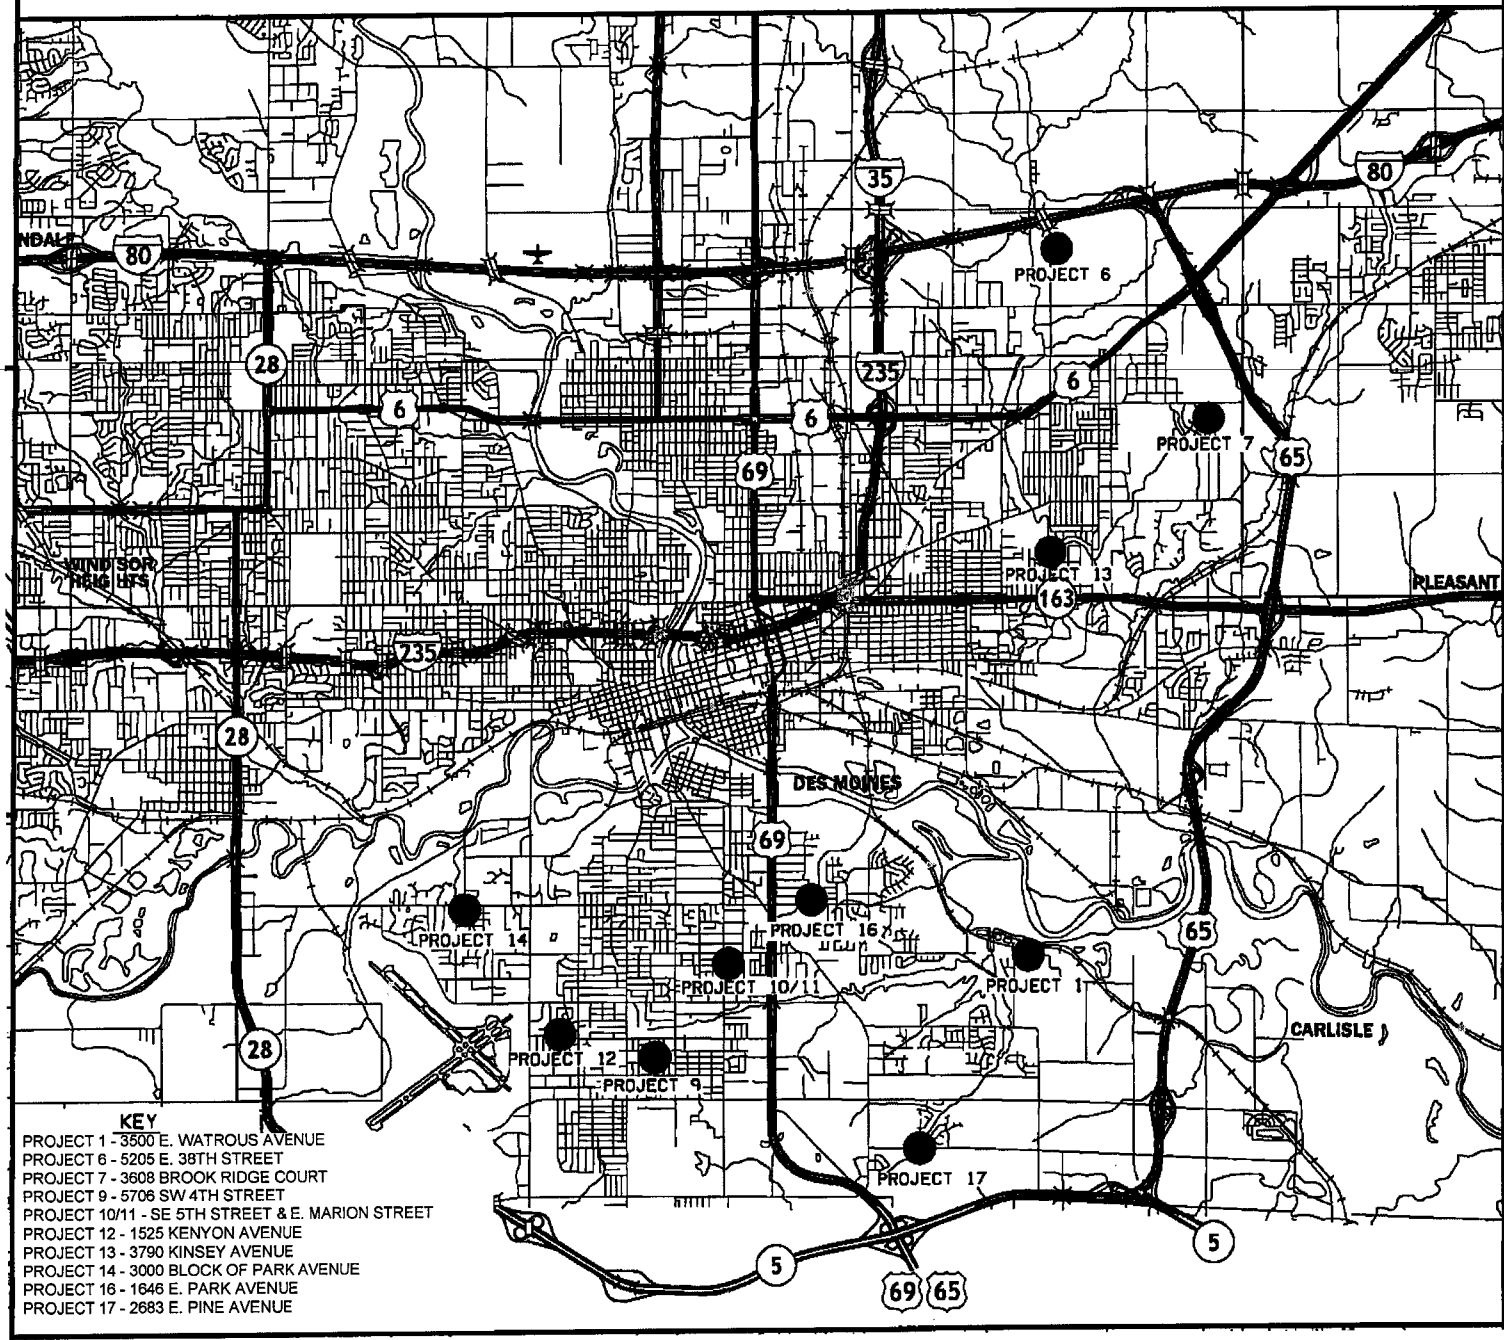 35
80
NDALE
80
PROJECT 6
28
235
6
6
6
PROJECT 7
69
65
WINDSOR
HEIGHTS
PROJECT 13
163
PLEASANT
235
28
DES MOINES
69
PROJECT 14
PROJECT 16
65
PROJECT 10/11
PROJECT 1
CARLISLE
28
PROJECT 12
PROJECT 9
PROJECT 17
5
5
69 65
KEY
PROJECT 1 - 3500 E. WATROUS AVENUE
PROJECT 6 - 5205 E. 38TH STREET
PROJECT 7 - 3608 BROOK RIDGE COURT
PROJECT 9 - 5706 SW 4TH STREET
PROJECT 10/11 - SE 5TH STREET & E. MARION STREET
PROJECT 12 - 1525 KENYON AVENUE
PROJECT 13 - 3790 KINSEY AVENUE
PROJECT 14 - 3000 BLOCK OF PARK AVENUE
PROJECT 16 - 1646 E. PARK AVENUE
PROJECT 17 - 2683 E. PINE AVENUE